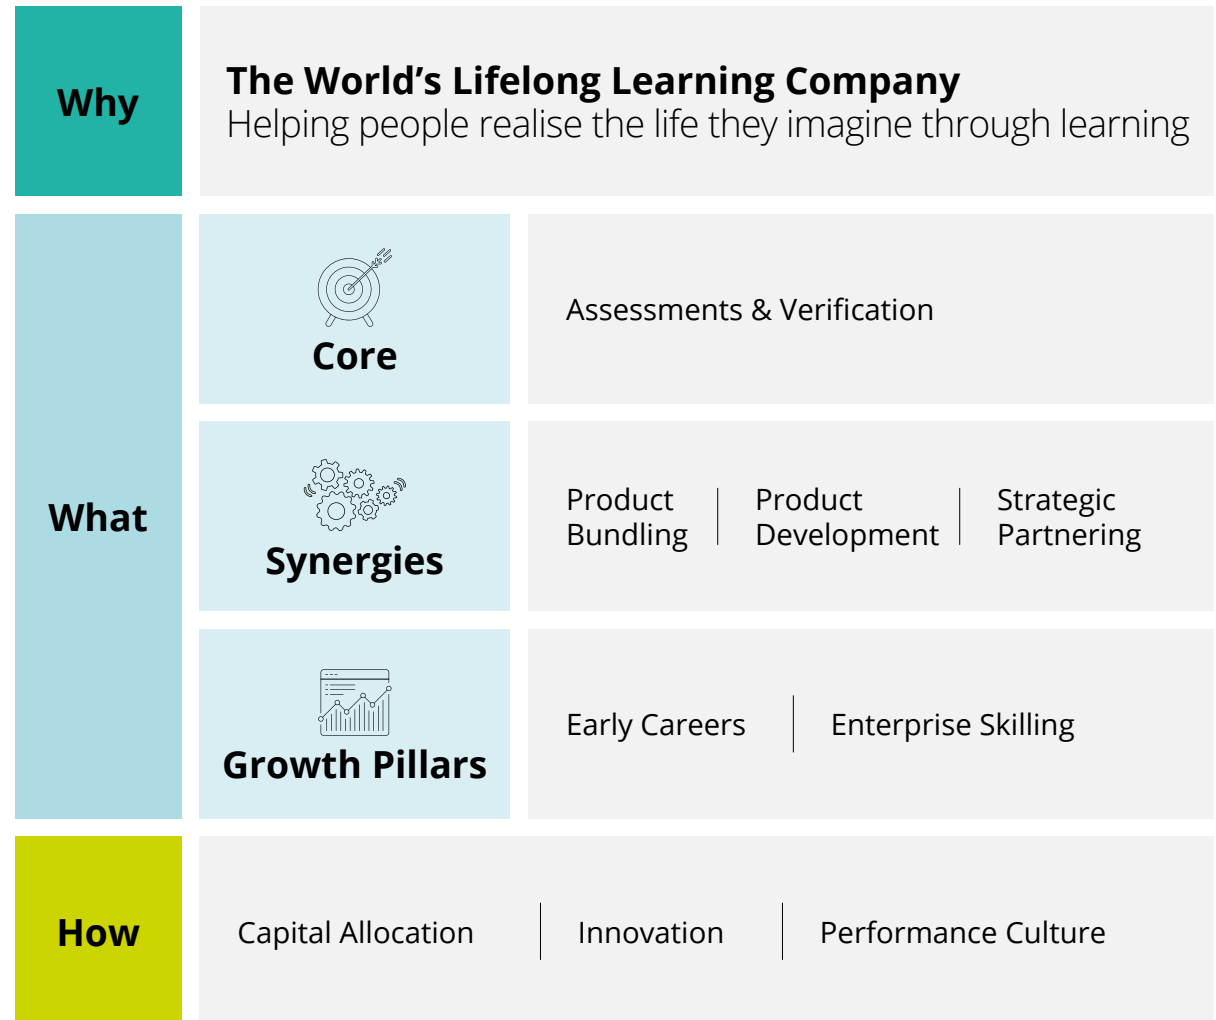 Why
The World’s Lifelong Learning Company
Helping people realise the life they imagine through learning
What
Core
Assessments & Verification
Synergies
Product
Bundling
Product
Development
Strategic
Partnering
Growth Pillars
Early Careers
Enterprise Skilling
How
Capital Allocation
Innovation
Performance Culture